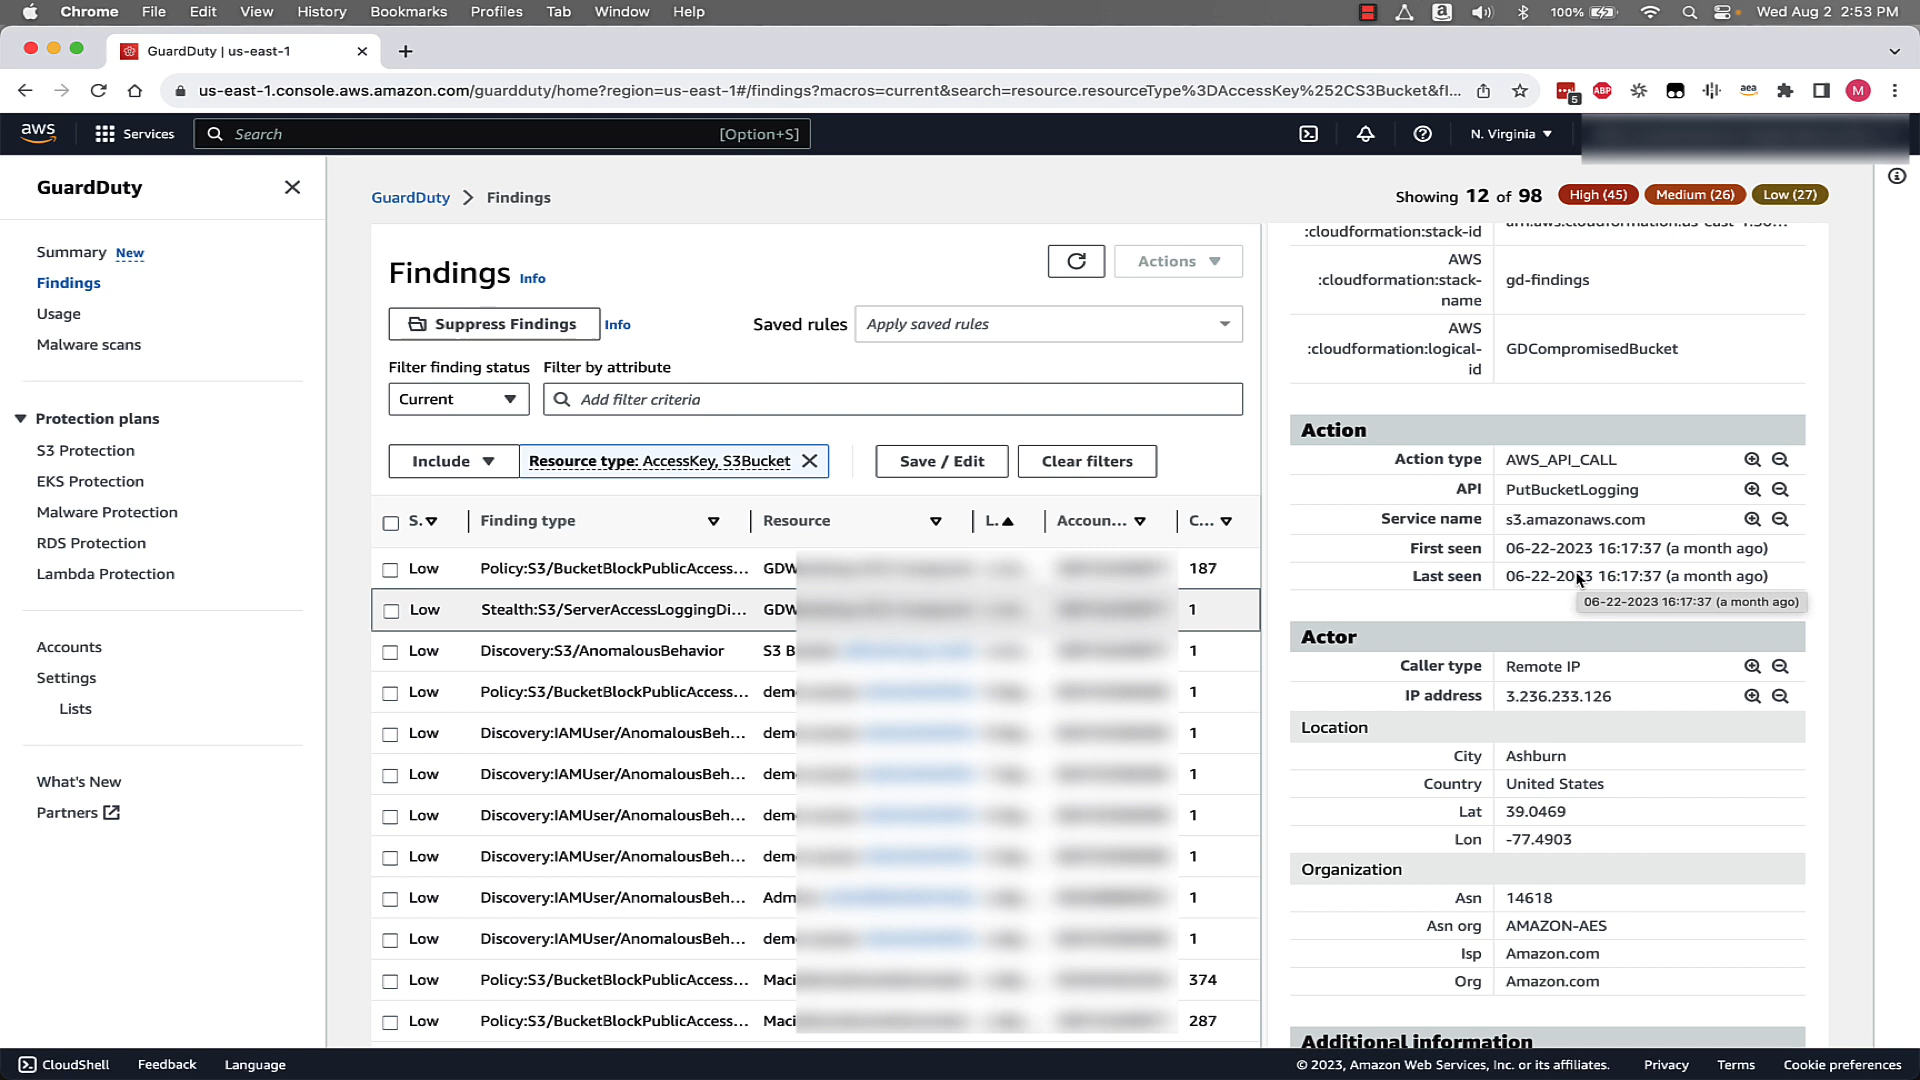 Chrome File Edit View History Bookmarks Profiles Tab Window Help
100% Wed Aug 2 2:53 PM
GuardDuty | us-east-1
us-east-1.console.aws.amazon.com/guardduty/home?region=us-east-1#/findings?macros=current&search=resource.resourceType%3DAccessKey%252CS3Bucket&fl...
5 ABP aea M
aws Services Search [Option+S] N. Virginia
GuardDuty
Summary New
Findings
Usage
Malware scans
Protection plans
S3 Protection
EKS Protection
Malware Protection
RDS Protection
Lambda Protection
Accounts
Settings
Lists
What's New
Partners
GuardDuty > Findings
Showing 12 of 98 High (45) Medium (26) Low (27)
Findings Info
Actions
Suppress Findings Info
Saved rules Apply saved rules
Filter finding status Filter by attribute
Current Add filter criteria
Include Resource type: AccessKey, S3Bucket Save / Edit Clear filters
S. Finding type Resource L. Accoun... C...
Low Policy:S3/BucketBlockPublicAccess... GDW 187
Low Stealth:S3/ServerAccessLoggingDi... GDW 1
Low Discovery:S3/AnomalousBehavior S3 B 1
Low Policy:S3/BucketBlockPublicAccess... dem 1
Low Discovery:IAMUser/AnomalousBeh... dem 1
Low Discovery:IAMUser/AnomalousBeh... dem 1
Low Discovery:IAMUser/AnomalousBeh... dem 1
Low Discovery:IAMUser/AnomalousBeh... dem 1
Low Discovery:IAMUser/AnomalousBeh... Adm 1
Low Discovery:IAMUser/AnomalousBeh... dem 1
Low Policy:S3/BucketBlockPublicAccess... Maci 374
Low Policy:S3/BucketBlockPublicAccess... Maci 287
:cloudformation:stack-id
AWS
:cloudformation:stack-
name
gd-findings
AWS
:cloudformation:logical-
id
GDCompromisedBucket
Action
Action type AWS_API_CALL
API PutBucketLogging
Service name s3.amazonaws.com
First seen 06-22-2023 16:17:37 (a month ago)
Last seen 06-22-2023 16:17:37 (a month ago)
06-22-2023 16:17:37 (a month ago)
Actor
Caller type Remote IP
IP address 3.236.233.126
Location
City Ashburn
Country United States
Lat 39.0469
Lon -77.4903
Organization
Asn 14618
Asn org AMAZON-AES
Isp Amazon.com
Org Amazon.com
Additional information
CloudShell Feedback Language
© 2023, Amazon Web Services, Inc. or its affiliates. Privacy Terms Cookie preferences